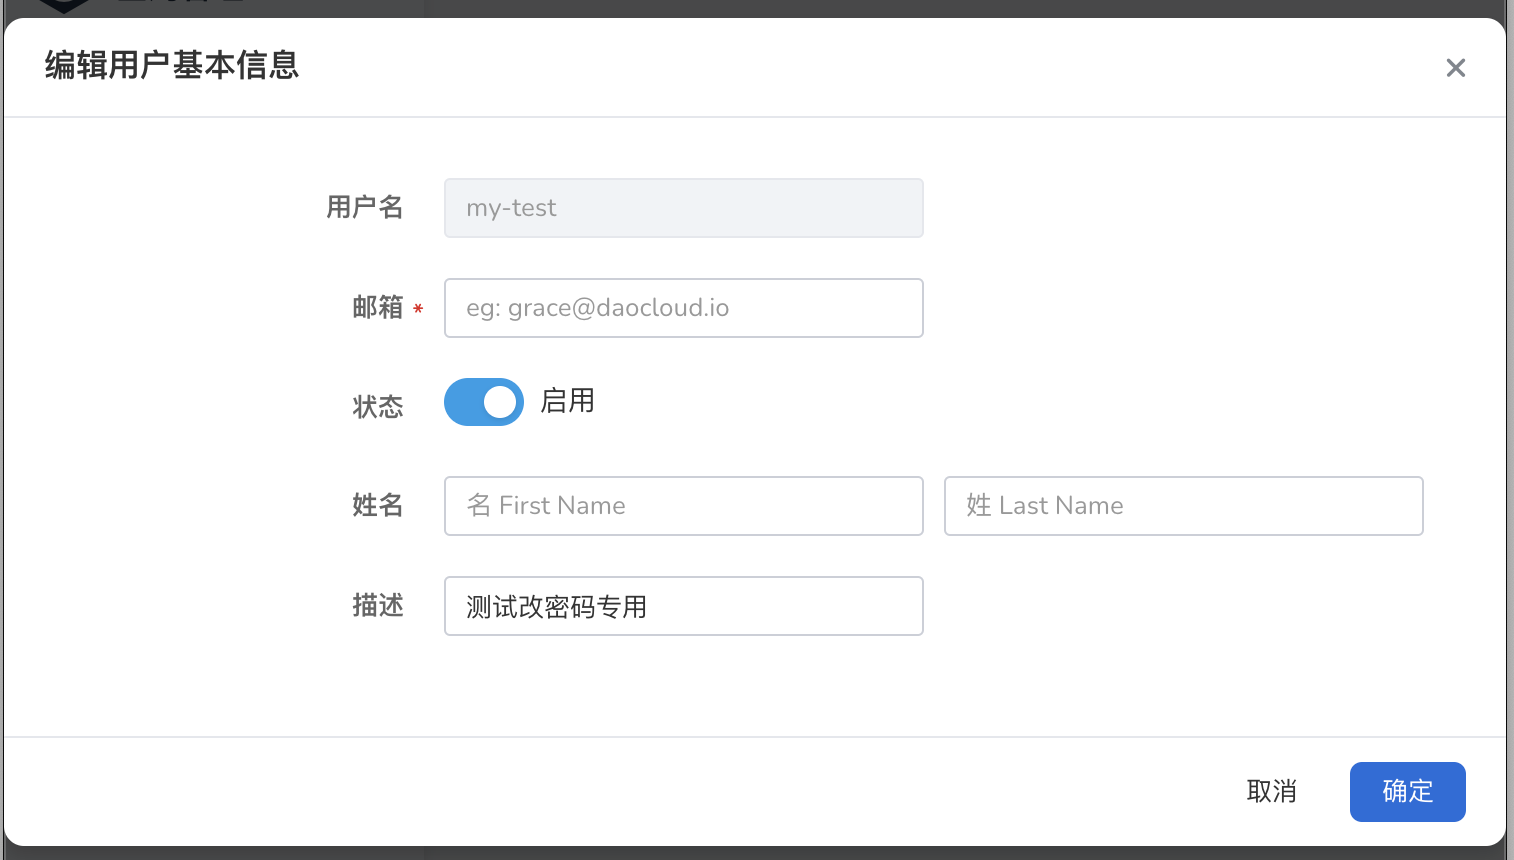 编辑用户基本信息
用户名 my-test
邮箱 * eg: grace@daocloud.io
状态 启用
姓名 名 First Name 姓 Last Name
描述 测试改密码专用
取消 确定